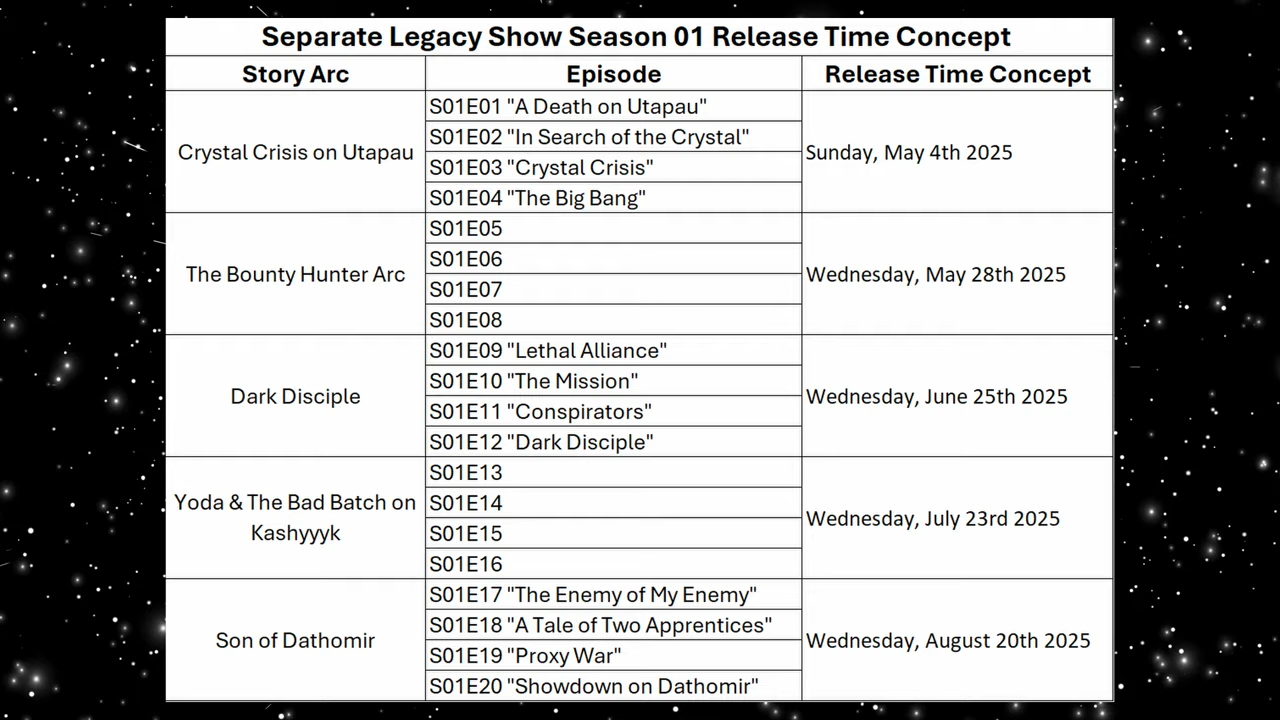 Separate Legacy Show Season 01 Release Time Concept
Story Arc
Episode
Release Time Concept
Crystal Crisis on Utapau
S01E01 "A Death on Utapau"
S01E02 "In Search of the Crystal"
S01E03 "Crystal Crisis"
S01E04 "The Big Bang"
Sunday, May 4th 2025
The Bounty Hunter Arc
S01E05
S01E06
S01E07
S01E08
Wednesday, May 28th 2025
Dark Disciple
S01E09 "Lethal Alliance"
S01E10 "The Mission"
S01E11 "Conspirators"
S01E12 "Dark Disciple"
Wednesday, June 25th 2025
Yoda & The Bad Batch on
Kashyyyk
S01E13
S01E14
S01E15
S01E16
Wednesday, July 23rd 2025
Son of Dathomir
S01E17 "The Enemy of My Enemy"
S01E18 "A Tale of Two Apprentices"
S01E19 "Proxy War"
S01E20 "Showdown on Dathomir"
Wednesday, August 20th 2025